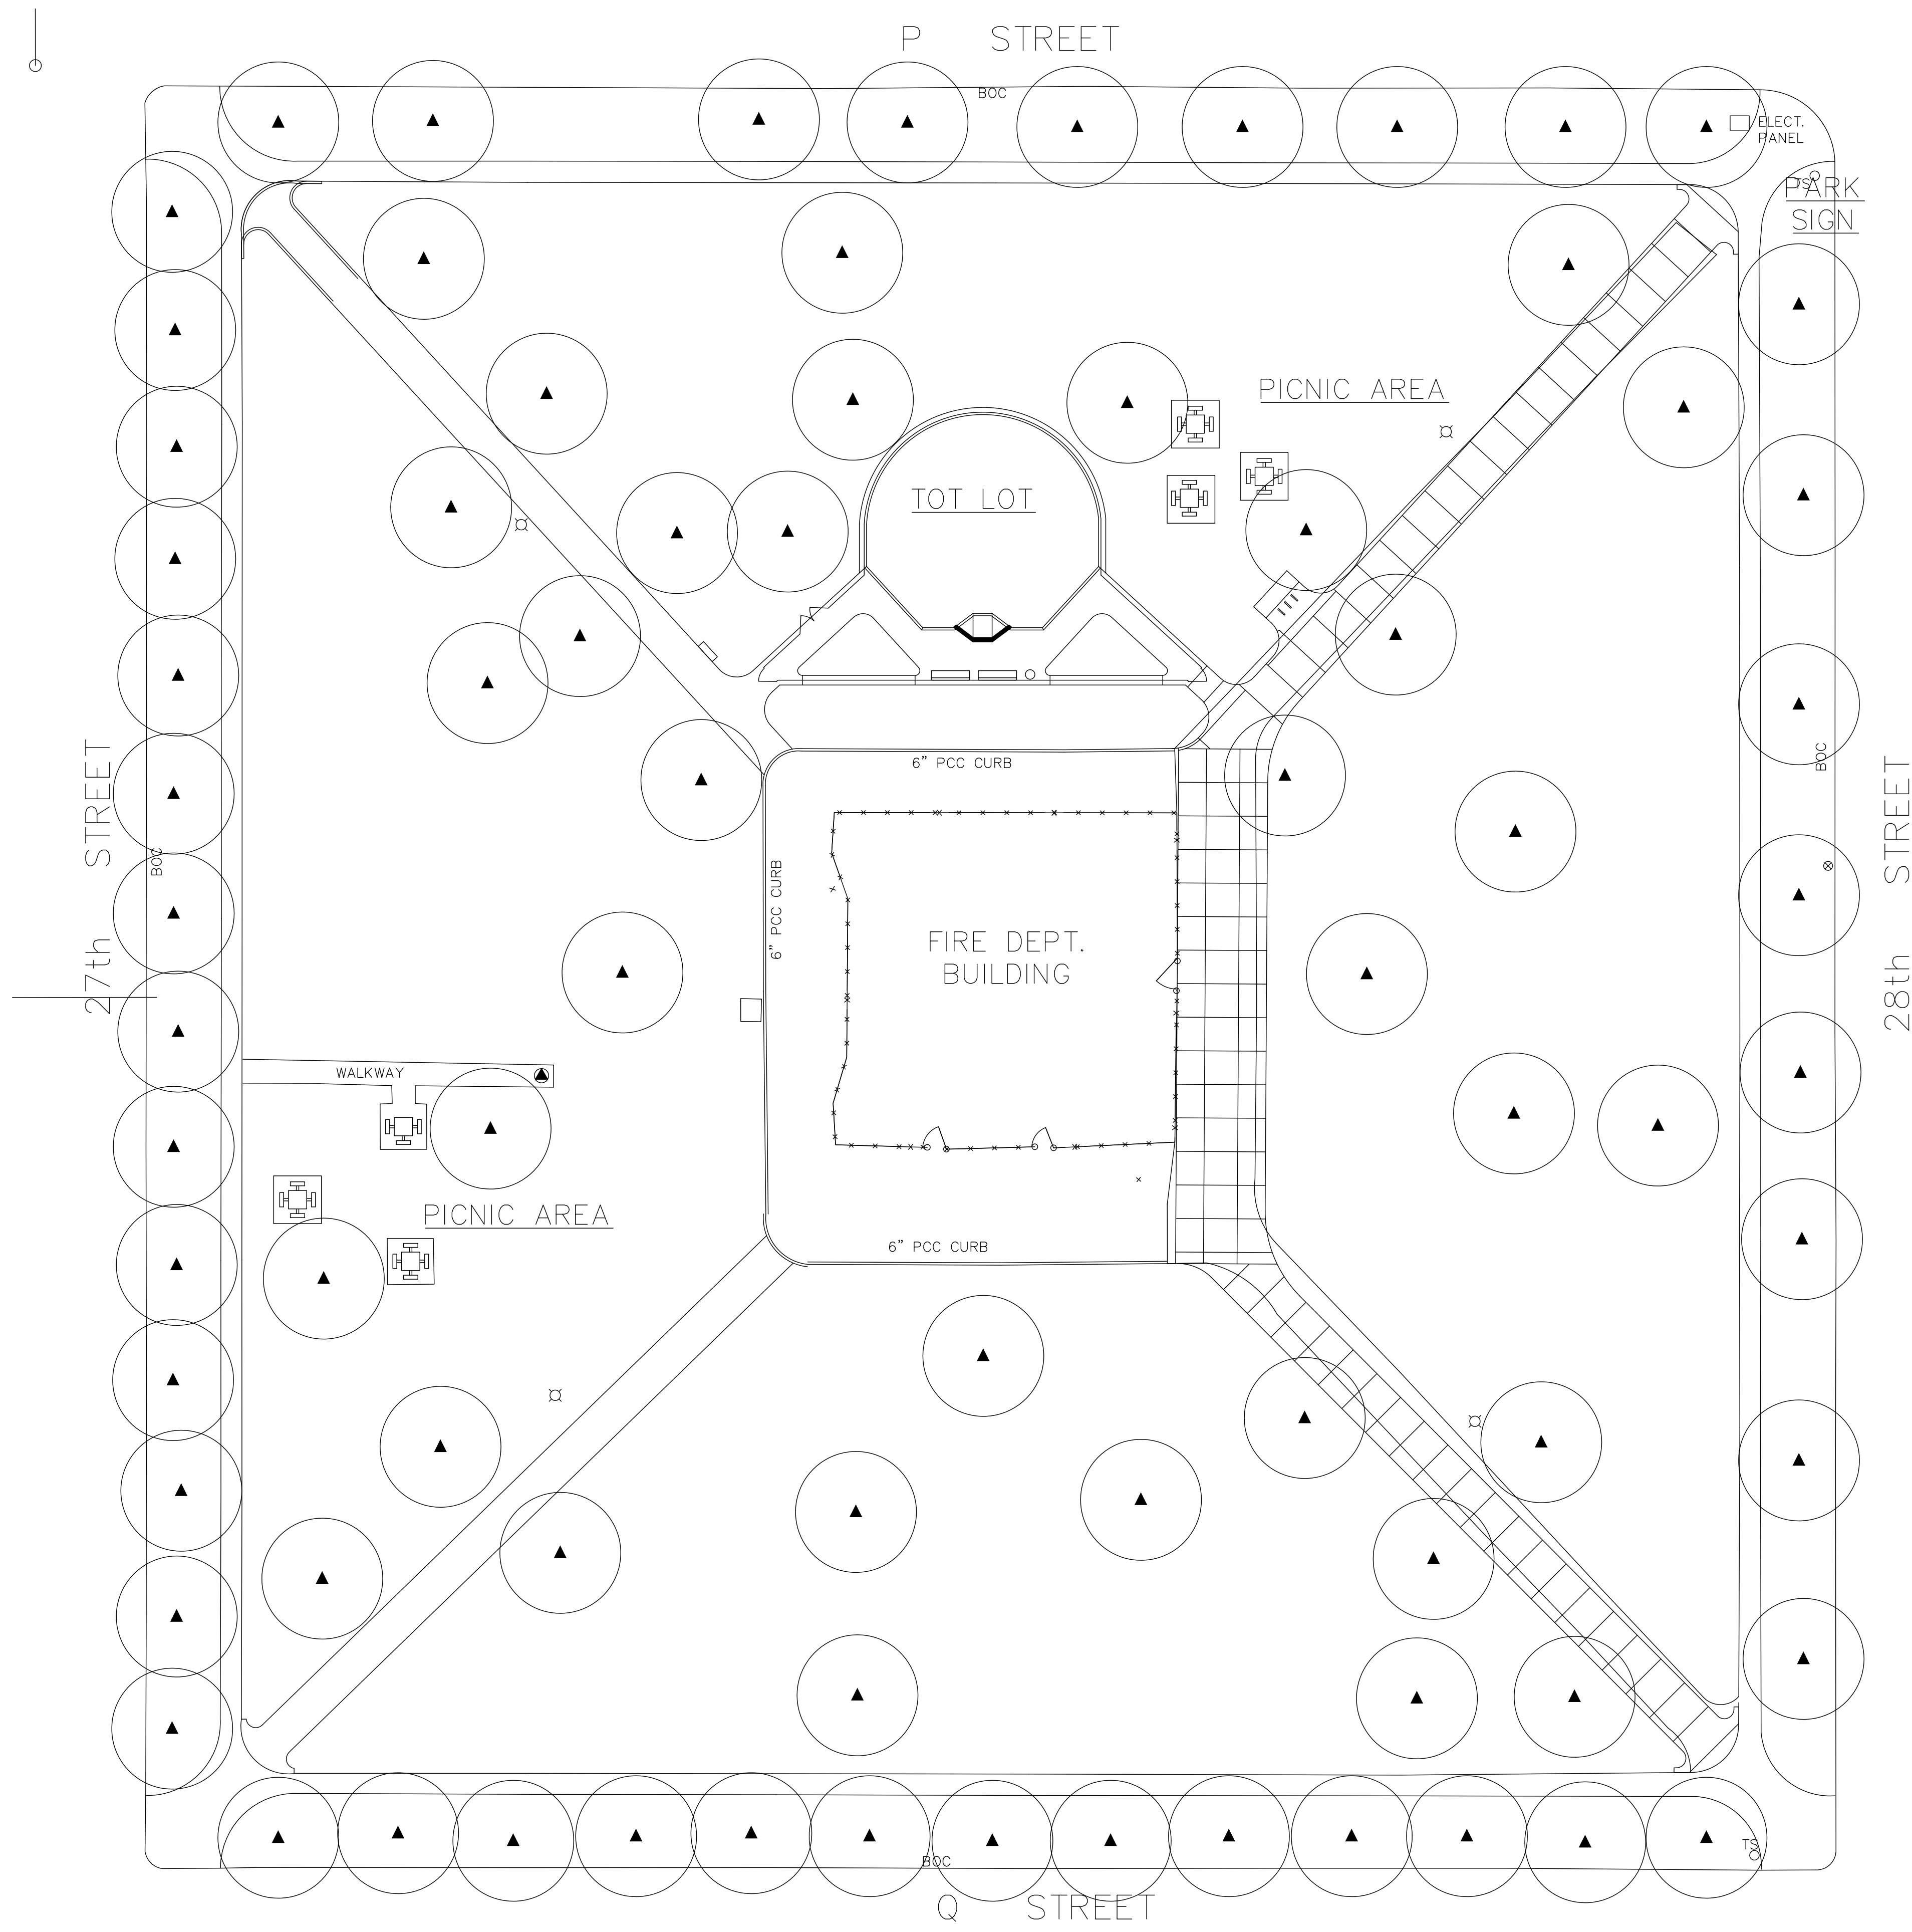 P STREET
BOC
ELECT.
PANEL
TS
PARK
SIGN
PICNIC AREA
TOT LOT
6" PCC CURB
27th STREET
BOC
6" PCC CURB
FIRE DEPT.
BUILDING
BOC
28th STREET
WALKWAY
PICNIC AREA
6" PCC CURB
TS
BOC
Q STREET